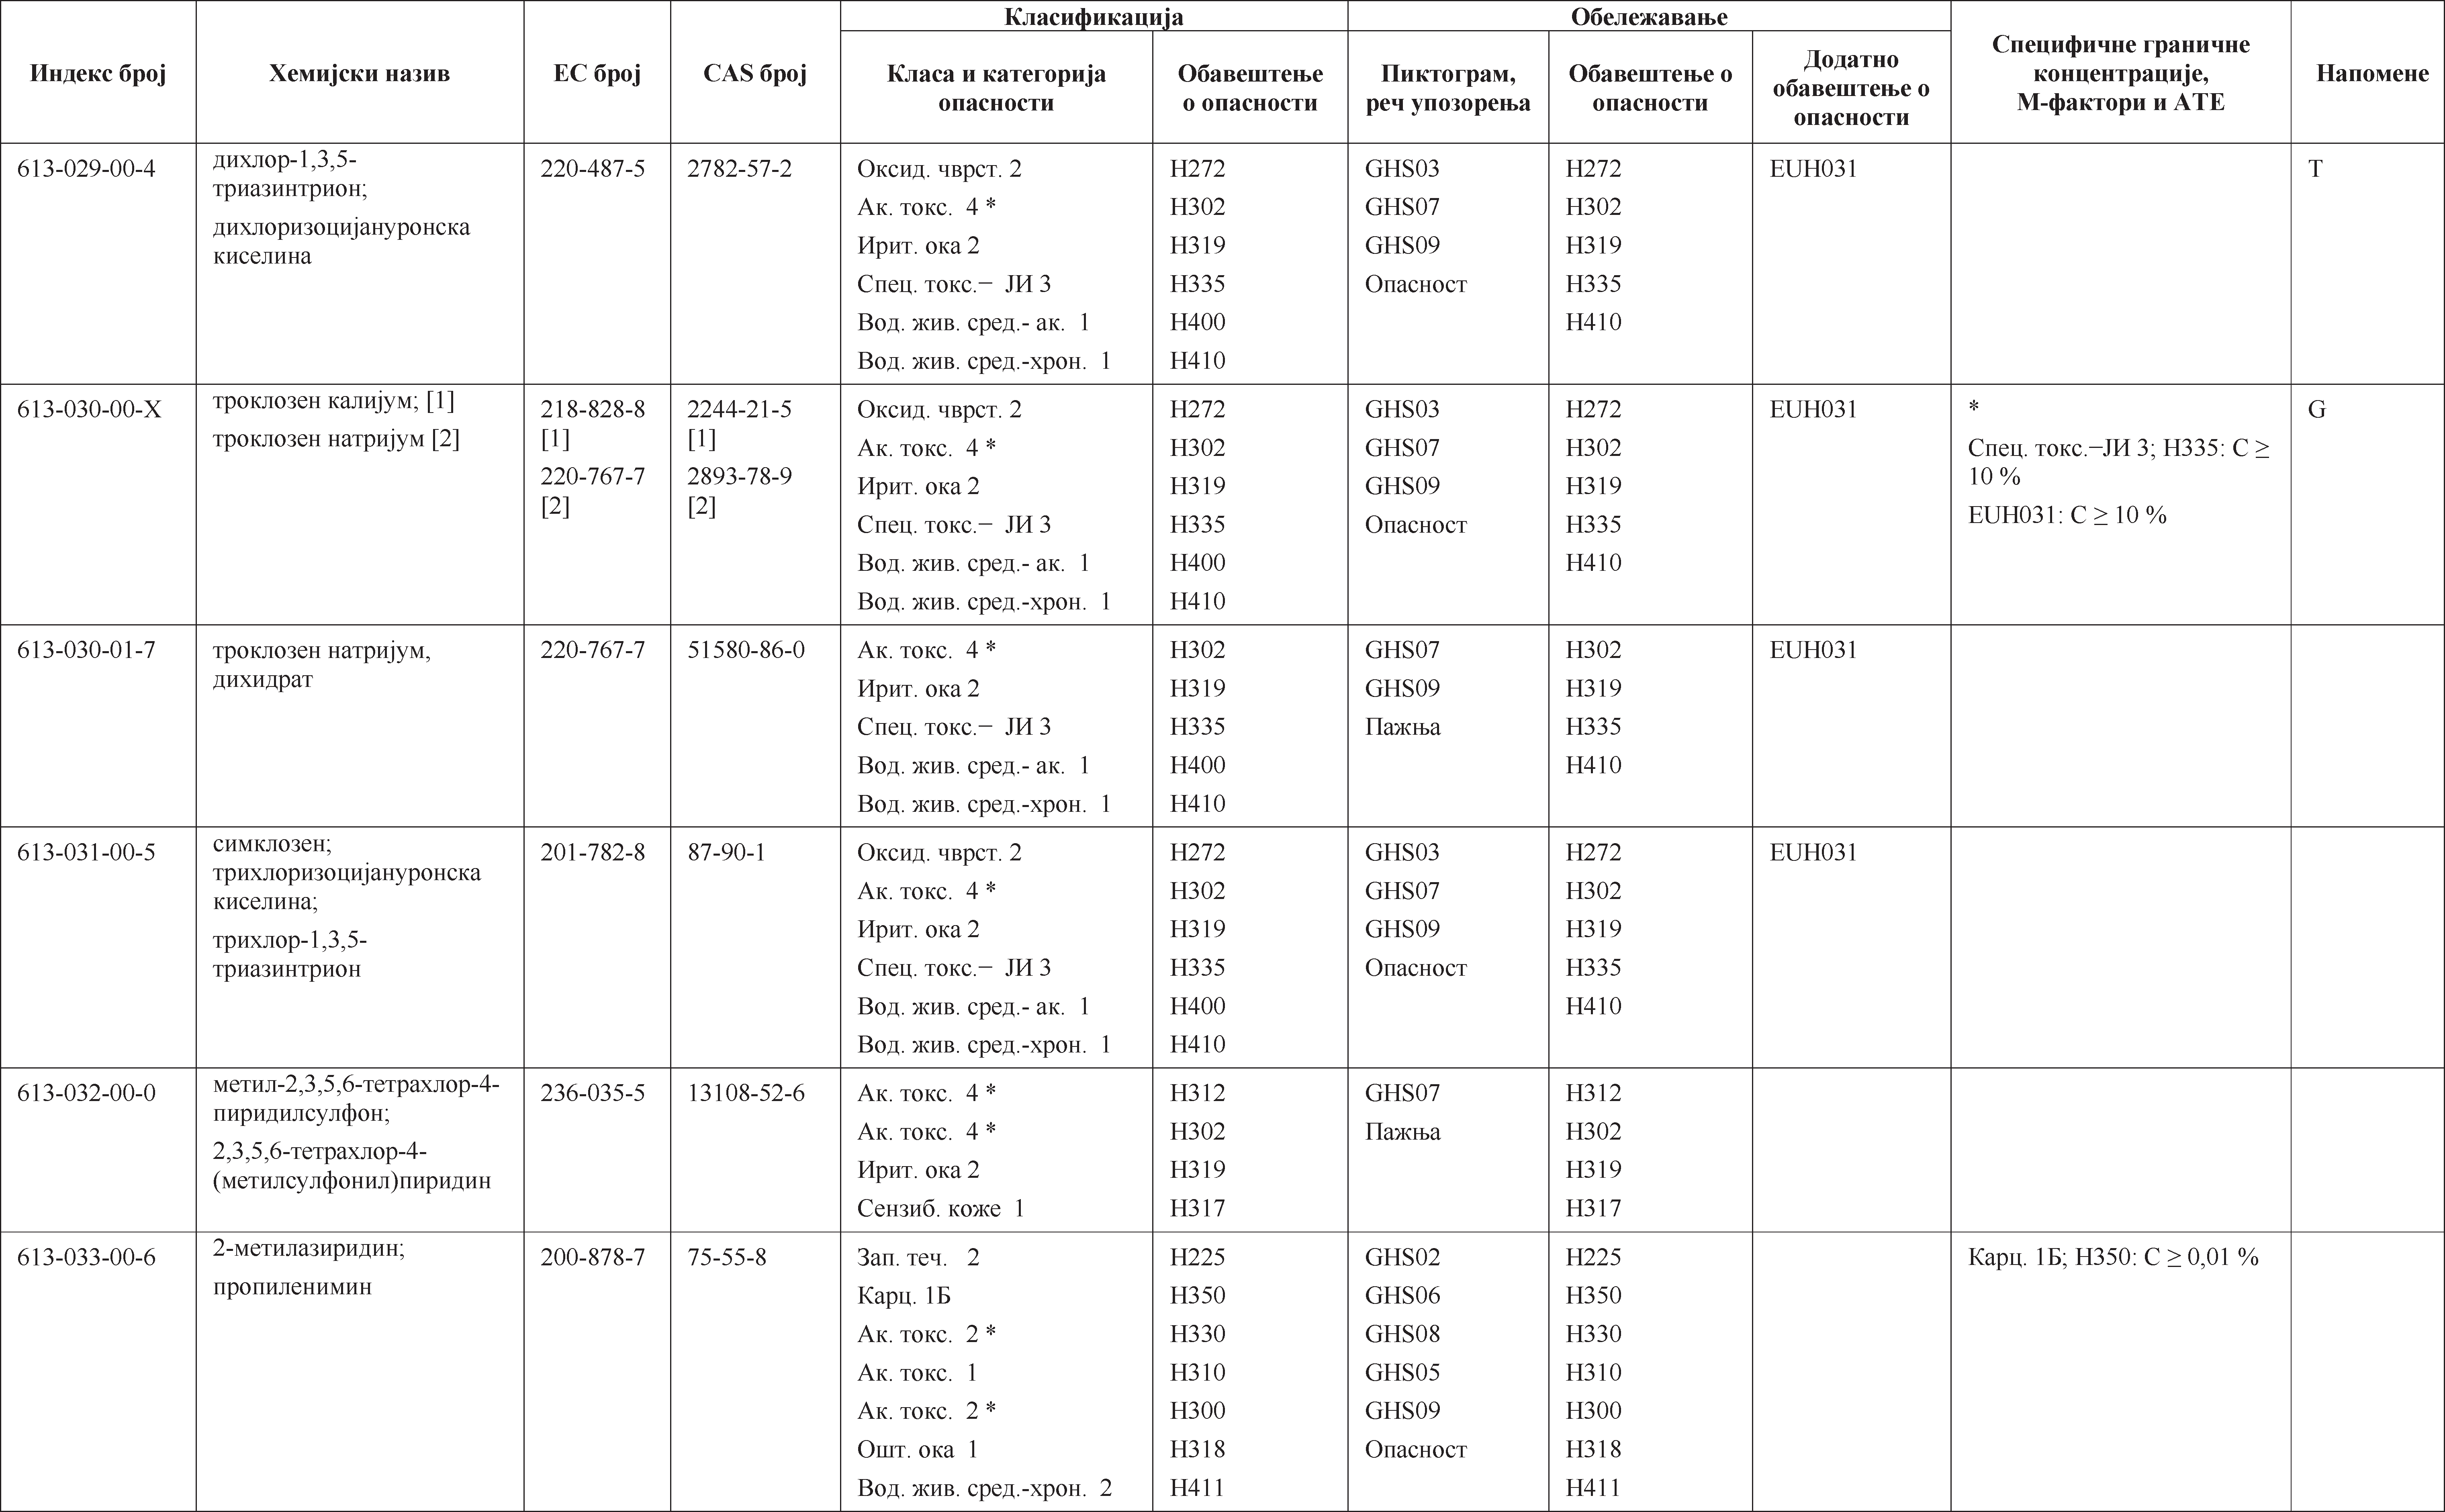 Класификација
Обележавање
Индекс број
Хемијски назив
ЕС број
CAS број
Класа и категорија
опасности
Обавештење
о опасности
Пиктограм,
реч упозорења
Обавештење о
опасности
Додатно
обавештење о
опасности
Специфичне граничне
концентрације,
М-фактори и АТЕ
Напомене
613-029-00-4
дихлор-1,3,5-
триазинтрион;
дихлоризоцијануронска
киселина
220-487-5
2782-57-2
Оксид. чврст. 2
Ак. токс. 4 *
Ирит. ока 2
Спец. токс.− ЈИ 3
Вод. жив. сред.- ак. 1
Вод. жив. сред.-хрон. 1
H272
H302
H319
H335
H400
H410
GHS03
GHS07
GHS09
Опасност
H272
H302
H319
H335
H410
EUH031
T
613-030-00-X
троклозен калијум; [1]
троклозен натријум [2]
218-828-8
[1]
220-767-7
[2]
2244-21-5
[1]
2893-78-9
[2]
Оксид. чврст. 2
Ак. токс. 4 *
Ирит. ока 2
Спец. токс.− ЈИ 3
Вод. жив. сред.- ак. 1
Вод. жив. сред.-хрон. 1
H272
H302
H319
H335
H400
H410
GHS03
GHS07
GHS09
Опасност
H272
H302
H319
H335
H410
EUH031
*
Спец. токс.−ЈИ 3; H335: C ≥
10 %
EUH031: C ≥ 10 %
G
613-030-01-7
троклозен натријум,
дихидрат
220-767-7
51580-86-0
Ак. токс. 4 *
Ирит. ока 2
Спец. токс.− ЈИ 3
Вод. жив. сред.- ак. 1
Вод. жив. сред.-хрон. 1
H302
H319
H335
H400
H410
GHS07
GHS09
Пажња
H302
H319
H335
H410
EUH031
613-031-00-5
симклозен;
трихлоризоцијануронска
киселина;
трихлор-1,3,5-
триазинтрион
201-782-8
87-90-1
Оксид. чврст. 2
Ак. токс. 4 *
Ирит. ока 2
Спец. токс.− ЈИ 3
Вод. жив. сред.- ак. 1
Вод. жив. сред.-хрон. 1
H272
H302
H319
H335
H400
H410
GHS03
GHS07
GHS09
Опасност
H272
H302
H319
H335
H410
EUH031
613-032-00-0
метил-2,3,5,6-тетрахлор-4-
пиридилсулфон;
2,3,5,6-тетрахлор-4-
(метилсулфонил)пиридин
236-035-5
13108-52-6
Ак. токс. 4 *
Ак. токс. 4 *
Ирит. ока 2
Сензиб. коже 1
H312
H302
H319
H317
GHS07
Пажња
H312
H302
H319
H317
613-033-00-6
2-метилазиридин;
пропиленимин
200-878-7
75-55-8
Зап. теч. 2
Карц. 1Б
Ак. токс. 2 *
Ак. токс. 1
Ак. токс. 2 *
Ошт. ока 1
Вод. жив. сред.-хрон. 2
H225
H350
H330
H310
H300
H318
H411
GHS02
GHS06
GHS08
GHS05
GHS09
Опасност
H225
H350
H330
H310
H300
H318
H411
Карц. 1Б; H350: C ≥ 0,01 %